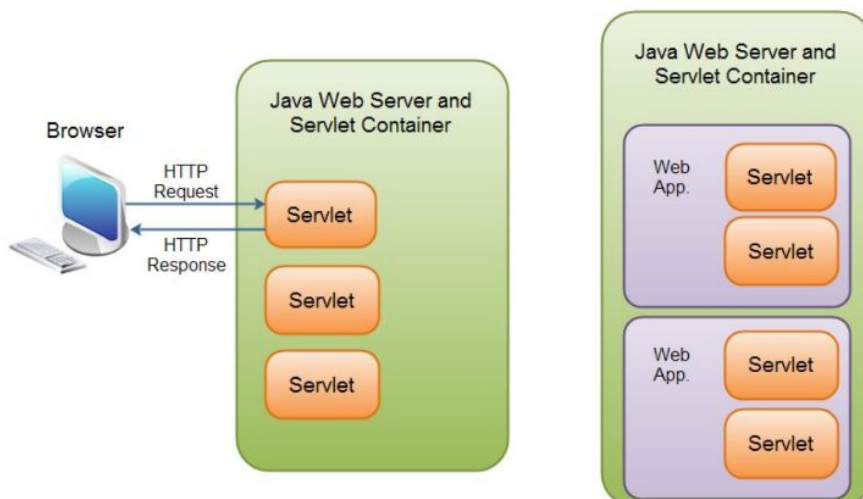 Java Web Server and
Servlet Container
Browser
HTTP
Request
HTTP
Response
Servlet
Servlet
Servlet
Java Web Server and
Servlet Container
Web
App.
Servlet
Servlet
Web
App.
Servlet
Servlet